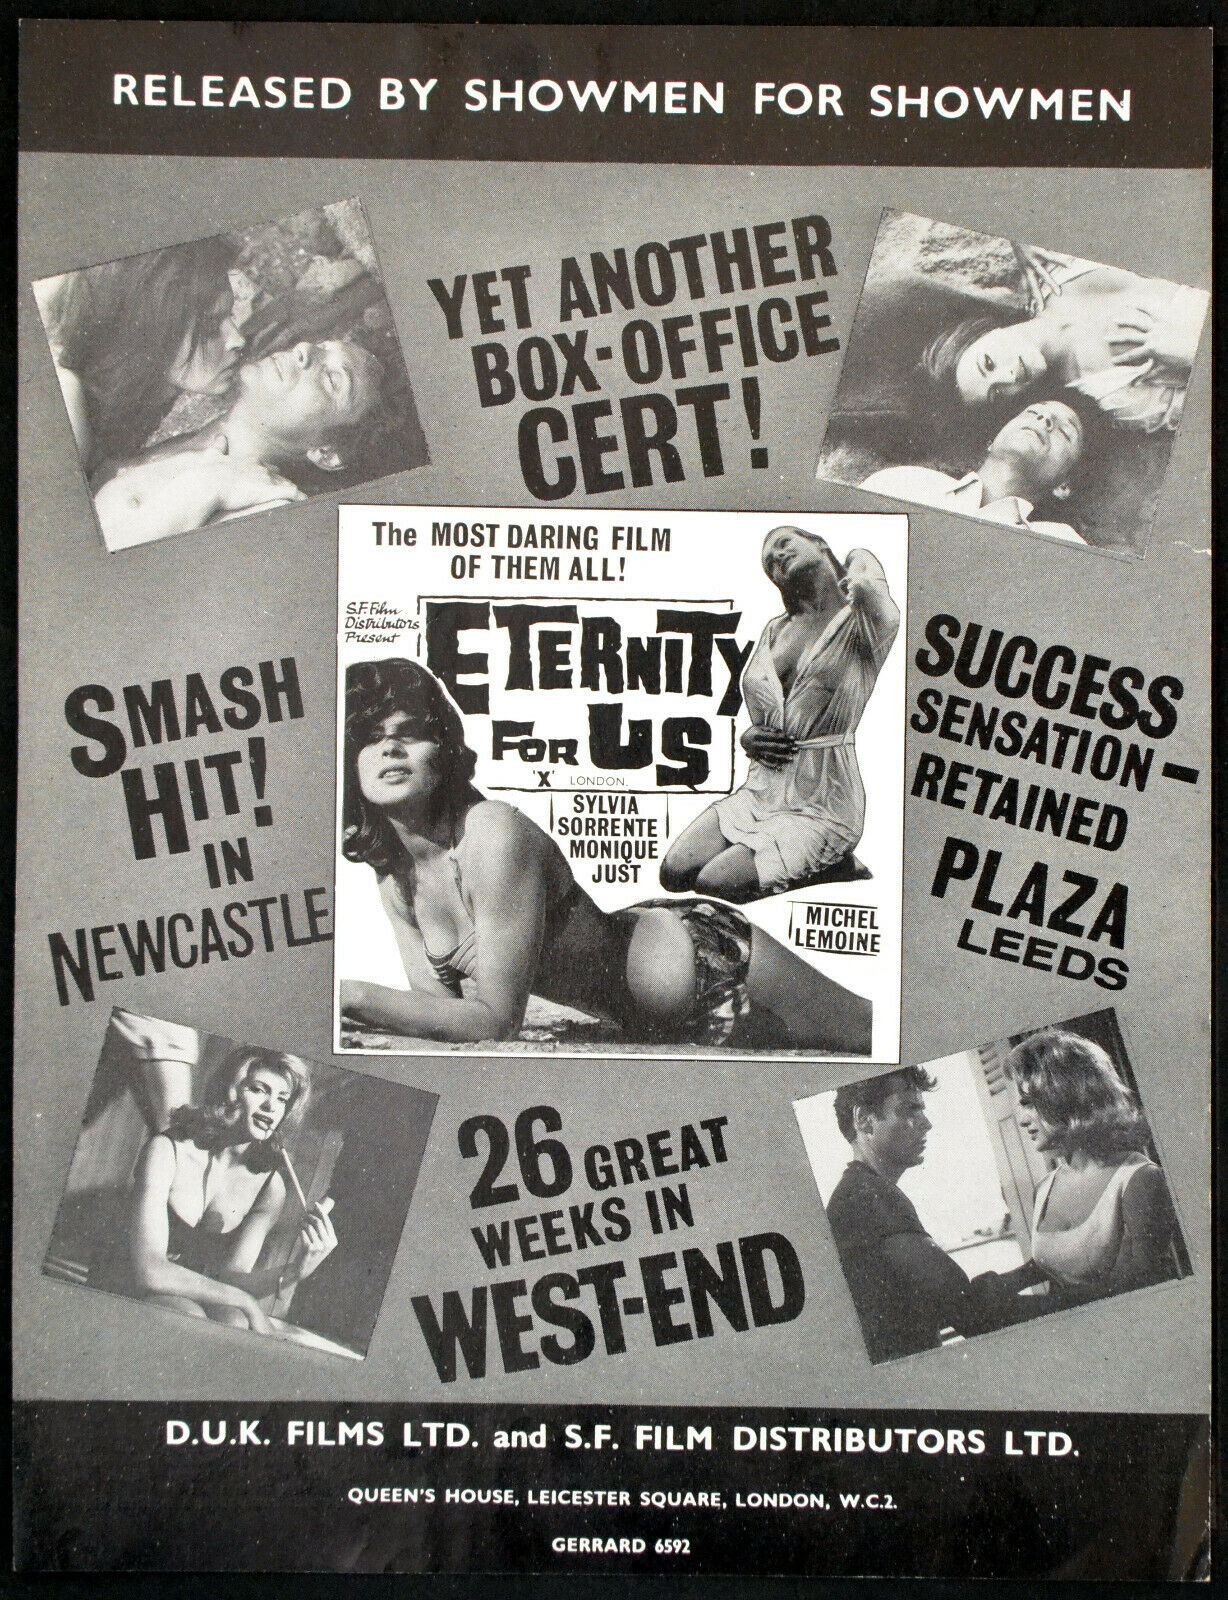 RELEASED BY SHOWMEN FOR SHOWMEN
YET ANOTHER
BOX-OFFICE
CERT!
The MOST DARING FILM
OF THEM ALL!
S.F. Film
Distributors
Present
ETERNITY
FOR US
'X' LONDON.
SYLVIA
SORRENTE
MONIQUE
JUST
MICHEL
LEMOINE
SMASH
HIT!
IN
NEWCASTLE
SUCCESS
SENSATION-
RETAINED
PLAZA
LEEDS
26 GREAT
WEEKS IN
WEST-END
D.U.K. FILMS LTD. and S.F. FILM DISTRIBUTORS LTD.
QUEEN'S HOUSE, LEICESTER SQUARE, LONDON, W.C.2.
GERRARD 6592